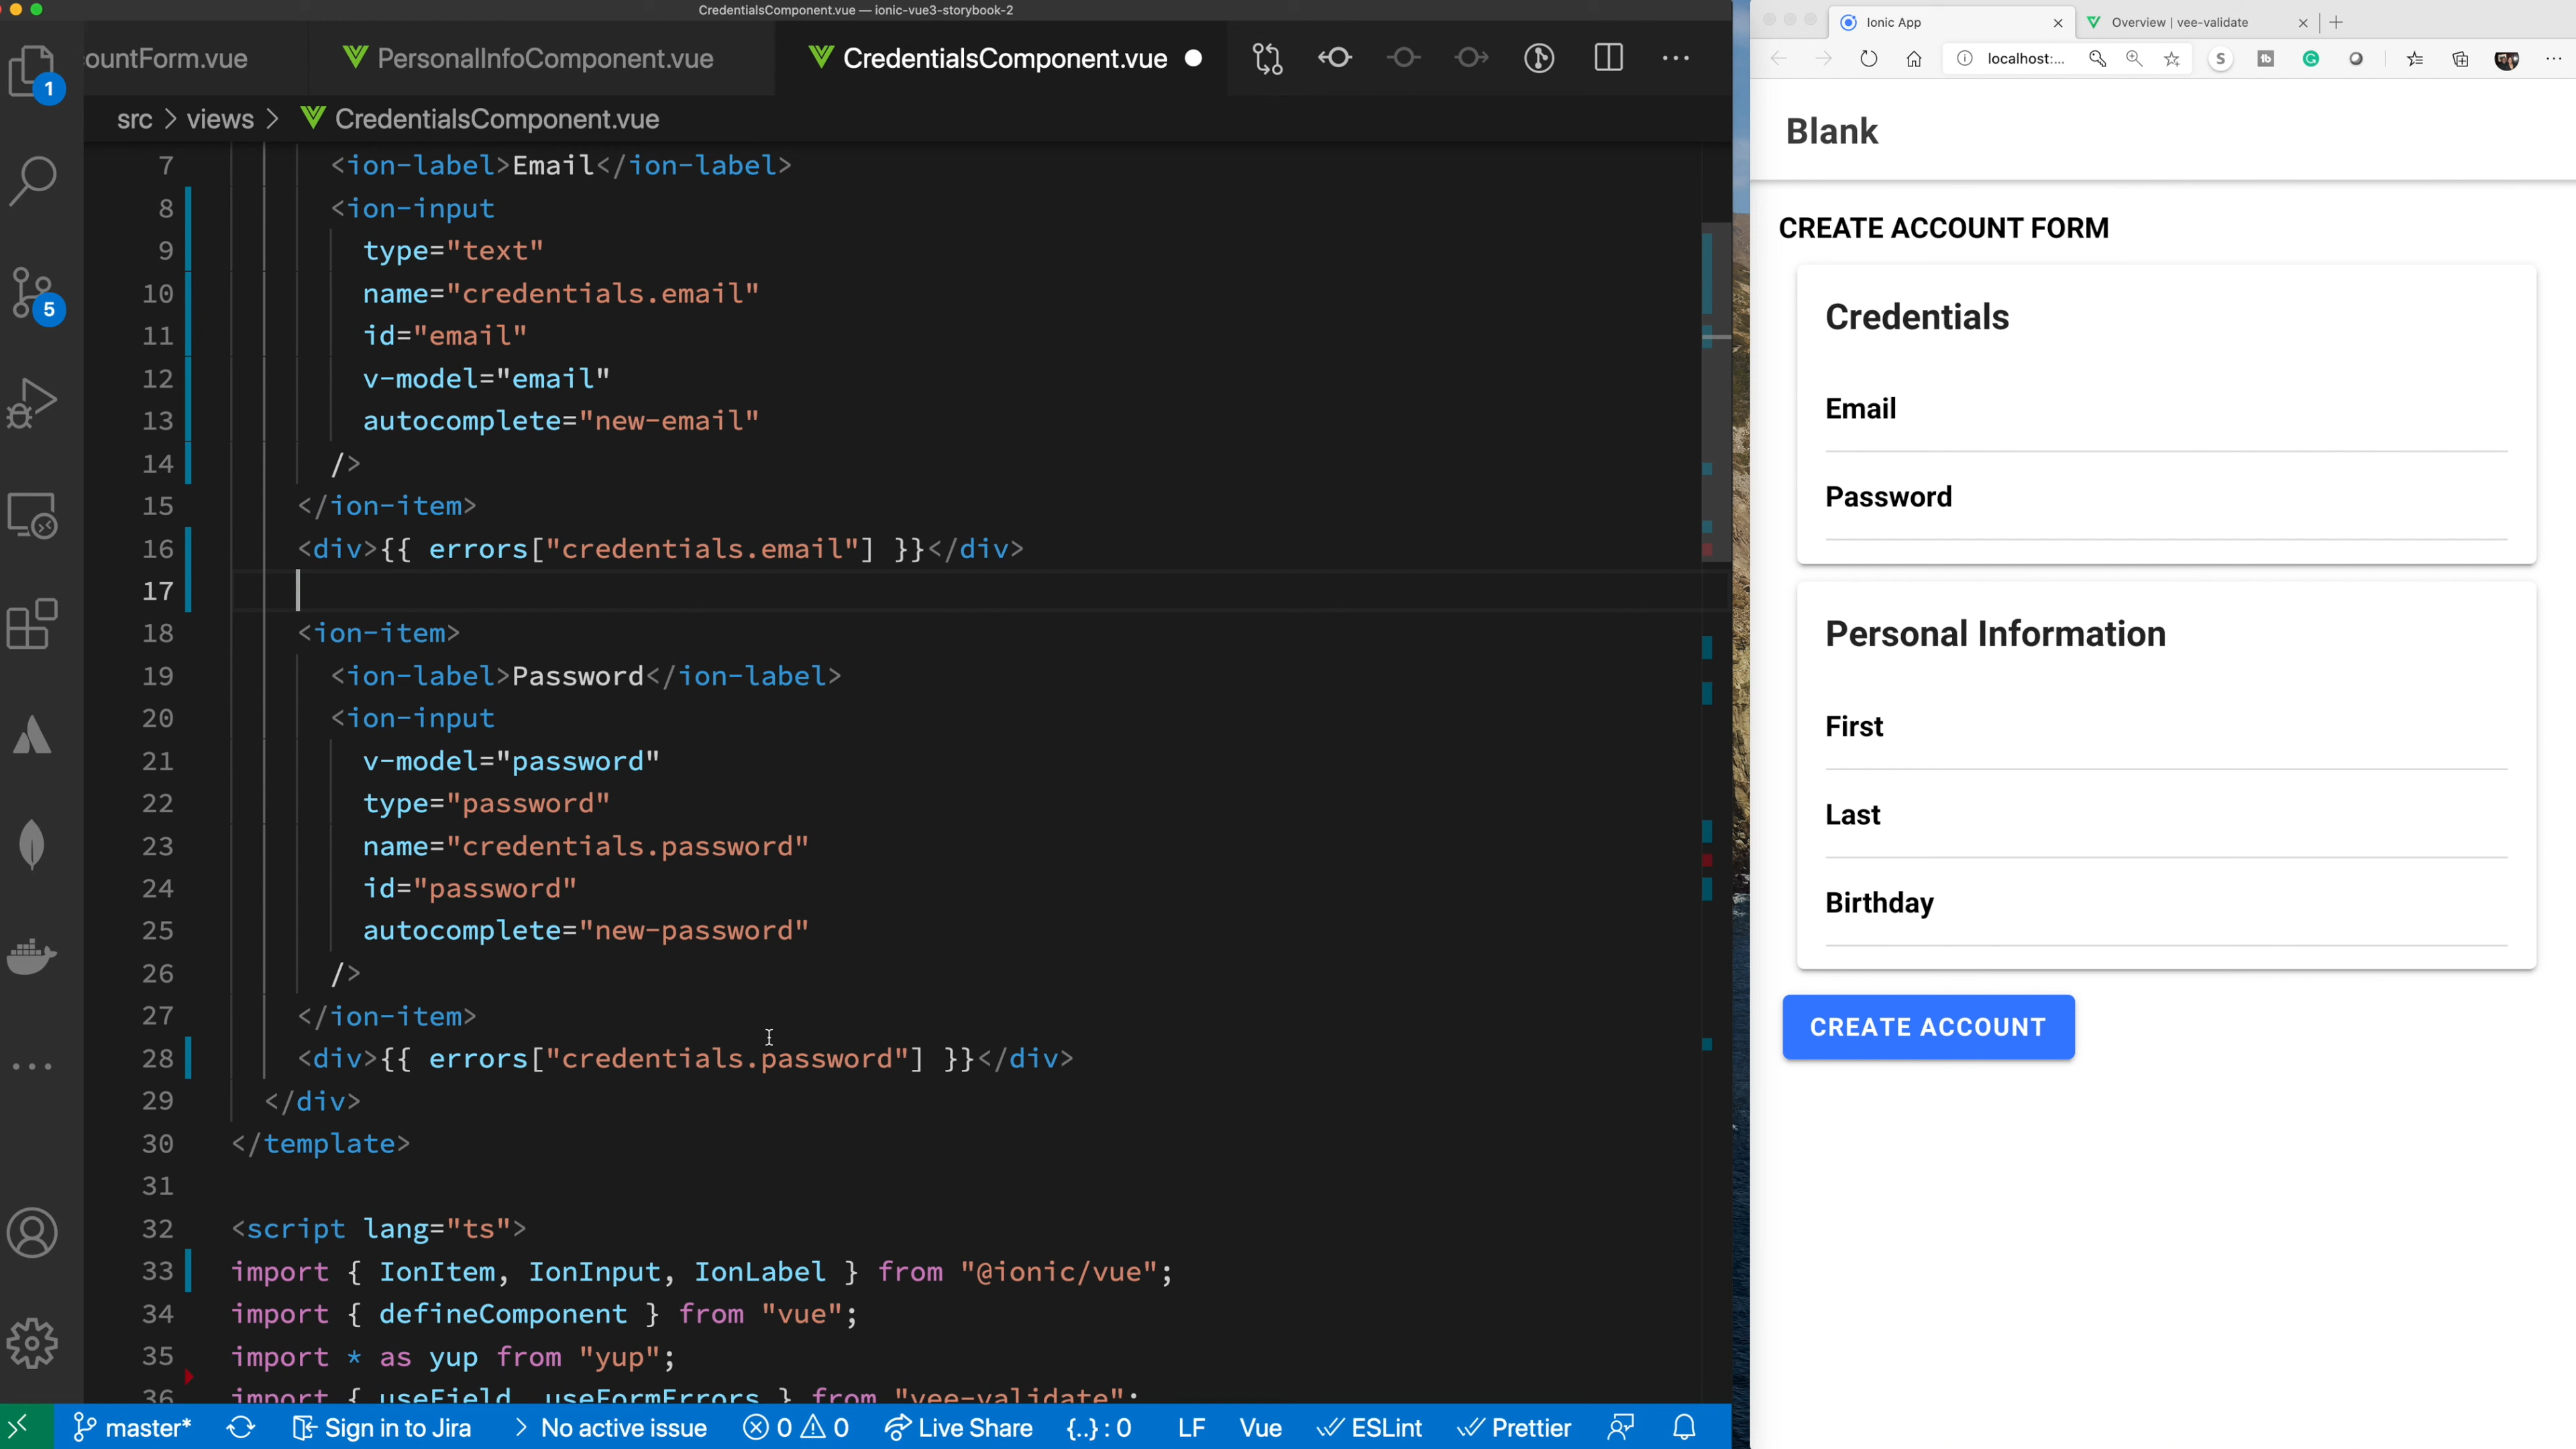 CredentialsComponent.vue — ionic-vue3-storybook-2
ountForm.vue
PersonalInfoComponent.vue
CredentialsComponent.vue
src > views > CredentialsComponent.vue
1
5
7 <ion-label>Email</ion-label>
8 <ion-input
9 type="text"
10 name="credentials.email"
11 id="email"
12 v-model="email"
13 autocomplete="new-email"
14 />
15 </ion-item>
16 <div>{{ errors["credentials.email"] }}</div>
17
18 <ion-item>
19 <ion-label>Password</ion-label>
20 <ion-input
21 v-model="password"
22 type="password"
23 name="credentials.password"
24 id="password"
25 autocomplete="new-password"
26 />
27 </ion-item>
28 <div>{{ errors["credentials.password"] }}</div>
29 </div>
30 </template>
31
32 <script lang="ts">
33 import { IonItem, IonInput, IonLabel } from "@ionic/vue";
34 import { defineComponent } from "vue";
35 import * as yup from "yup";
36 import { useField, useFormErrors } from "vee-validate";
master*
Sign in to Jira
No active issue
0
0
Live Share
{..} : 0
LF
Vue
ESLint
Prettier
Ionic App
Overview | vee-validate
localhost:...
S
Blank
CREATE ACCOUNT FORM
Credentials
Email
Password
Personal Information
First
Last
Birthday
CREATE ACCOUNT